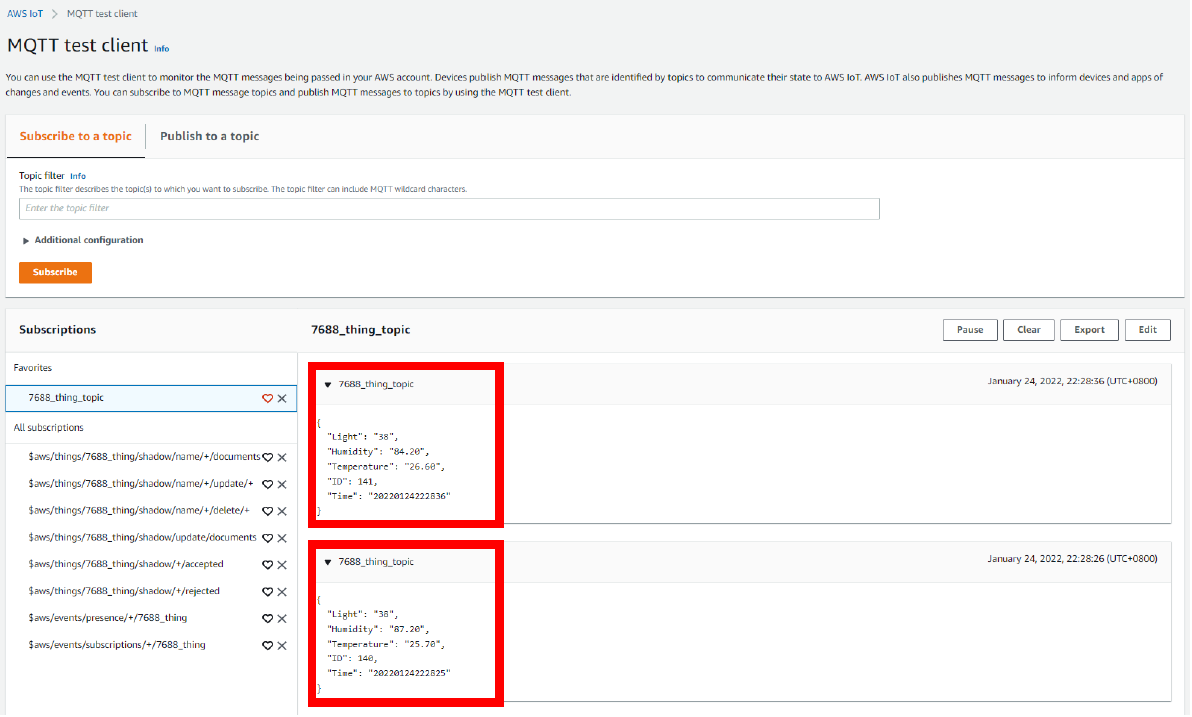 AWS IoT > MQTT test client
MQTT test client Info
You can use the MQTT test client to monitor the MQTT messages being passed in your AWS account. Devices publish MQTT messages that are identified by topics to communicate their state to AWS IoT. AWS IoT also publishes MQTT messages to inform devices and apps of
changes and events. You can subscribe to MQTT message topics and publish MQTT messages to topics by using the MQTT test client.
Subscribe to a topic Publish to a topic
Topic filter Info
The topic filter describes the topic(s) to which you want to subscribe. The topic filter can include MQTT wildcard characters.
Enter the topic filter
Additional configuration
Subscribe
Subscriptions
Favorites
7688_thing_topic
All subscriptions
$aws/things/7688_thing/shadow/name/+/documents
$aws/things/7688_thing/shadow/name/+/update/+
$aws/things/7688_thing/shadow/name/+/delete/+
$aws/things/7688_thing/shadow/update/documents
$aws/things/7688_thing/shadow/+/accepted
$aws/things/7688_thing/shadow/+/rejected
$aws/events/presence/+/7688_thing
$aws/events/subscriptions/+/7688_thing
7688_thing_topic
Pause Clear Export Edit
7688_thing_topic January 24, 2022, 22:28:36 (UTC+0800)
{
"Light": "38",
"Humidity": "84.20",
"Temperature": "26.60",
"ID": 141,
"Time": "20220124222836"
}
7688_thing_topic January 24, 2022, 22:28:26 (UTC+0800)
{
"Light": "38",
"Humidity": "87.20",
"Temperature": "25.70",
"ID": 140,
"Time": "20220124222825"
}